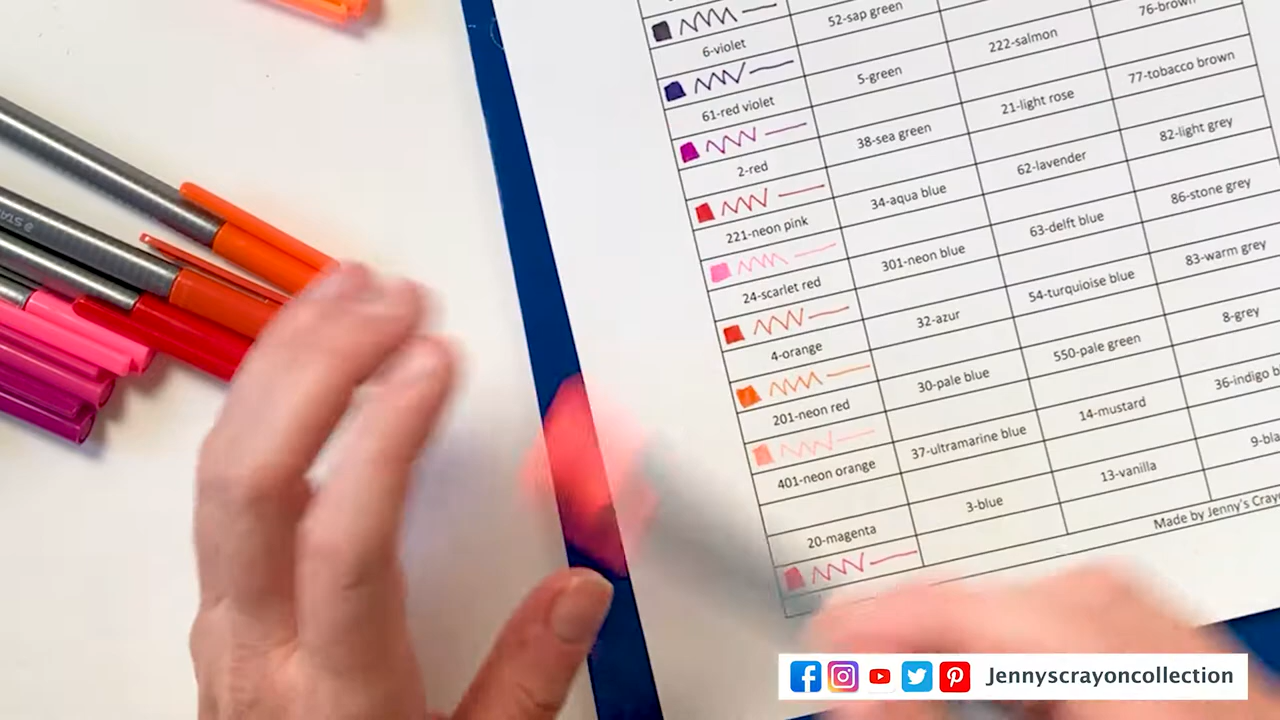 6-violet
61-red violet
2-red
221-neon pink
24-scarlet red
4-orange
201-neon red
401-neon orange
20-magenta
52-sap green
5-green
38-sea green
34-aqua blue
301-neon blue
32-azur
30-pale blue
37-ultramarine blue
3-blue
222-salmon
21-light rose
62-lavender
63-delft blue
54-turquioise blue
550-pale green
14-mustard
13-vanilla
76-brown
77-tobacco brown
82-light grey
86-stone grey
83-warm grey
8-grey
36-indigo b
9-bla
Made by Jenny's Cray
Jennyscrayoncollection